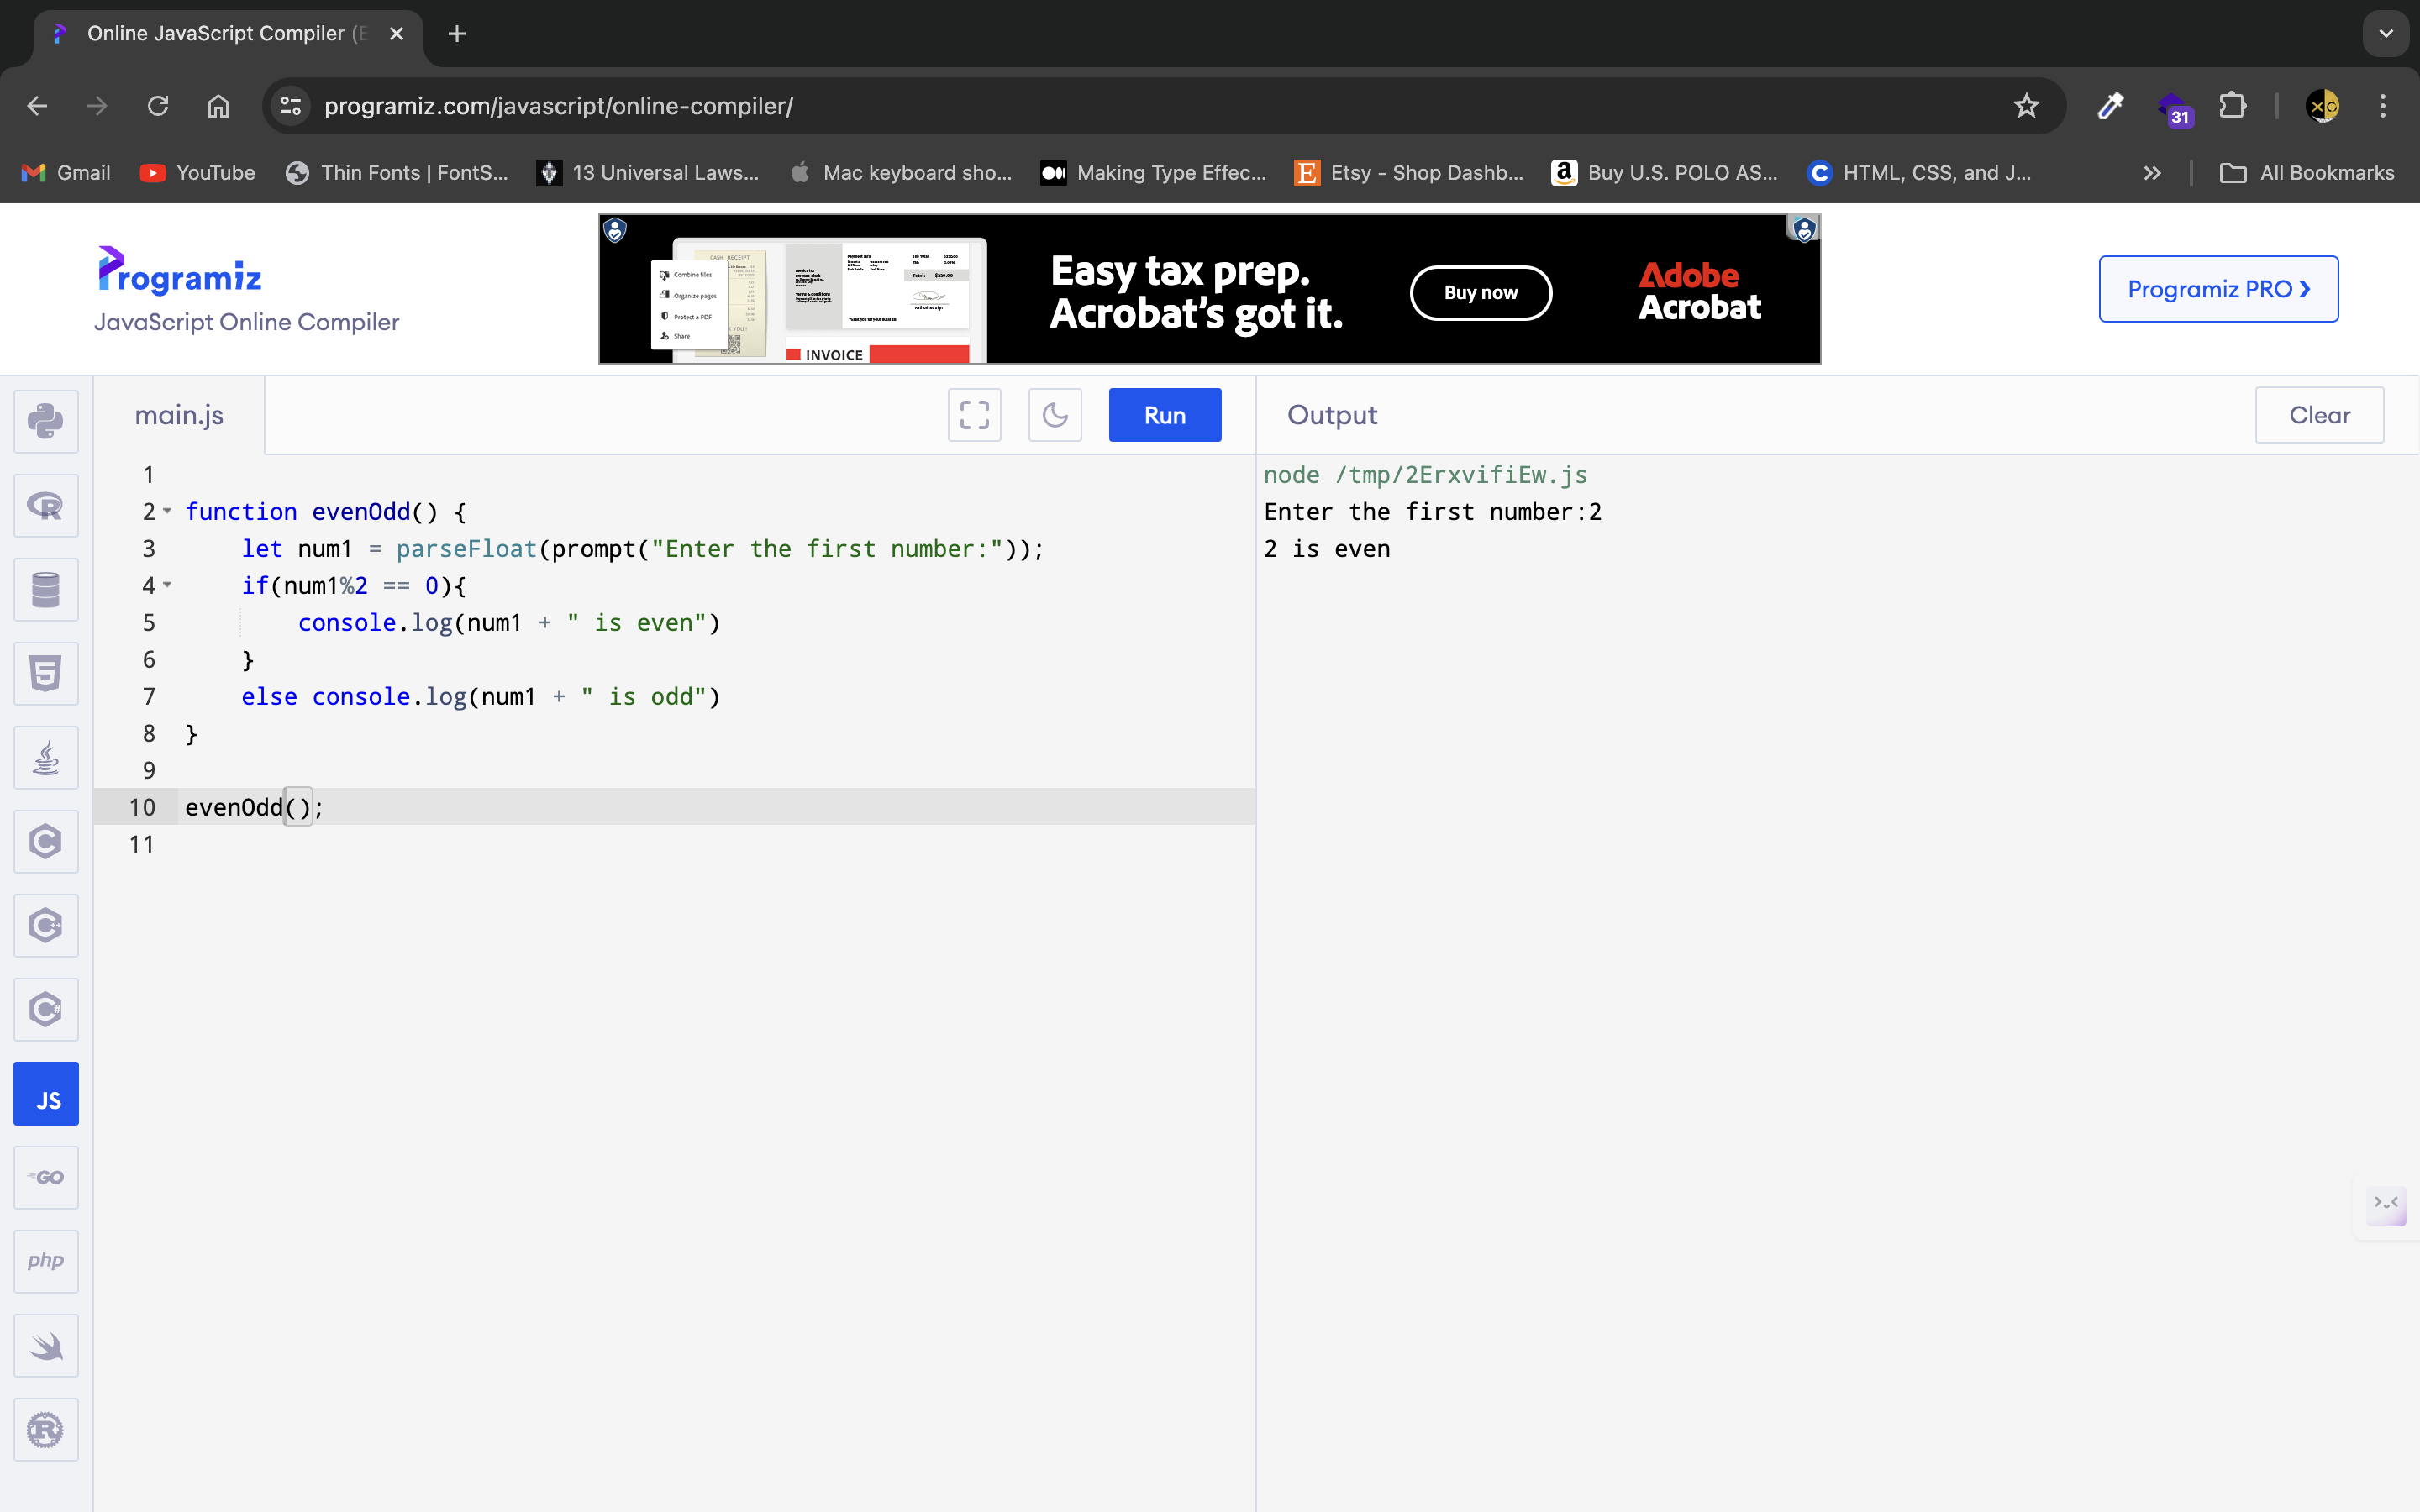 Online JavaScript Compiler (E
programiz.com/javascript/online-compiler/
31
Gmail
YouTube
Thin Fonts | FontS...
13 Universal Laws...
Mac keyboard sho...
Making Type Effec...
Etsy - Shop Dashb...
Buy U.S. POLO AS...
HTML, CSS, and J...
All Bookmarks
Programiz
JavaScript Online Compiler
CASH RECEIPT
Combine files
Organize pages
Protect a PDF
Share
INVOICE
Easy tax prep.
Acrobat's got it.
Buy now
Adobe
Acrobat
Programiz PRO ❯
main.js
Run
Output
Clear
1
2 function evenOdd() {
3 let num1 = parseFloat(prompt("Enter the first number:"));
4 if(num1%2 == 0){
5 console.log(num1 + " is even")
6 }
7 else console.log(num1 + " is odd")
8 }
9
10 evenOdd();
11
node /tmp/2ErxvifiEw.js
Enter the first number:2
2 is even
JS
GO
php